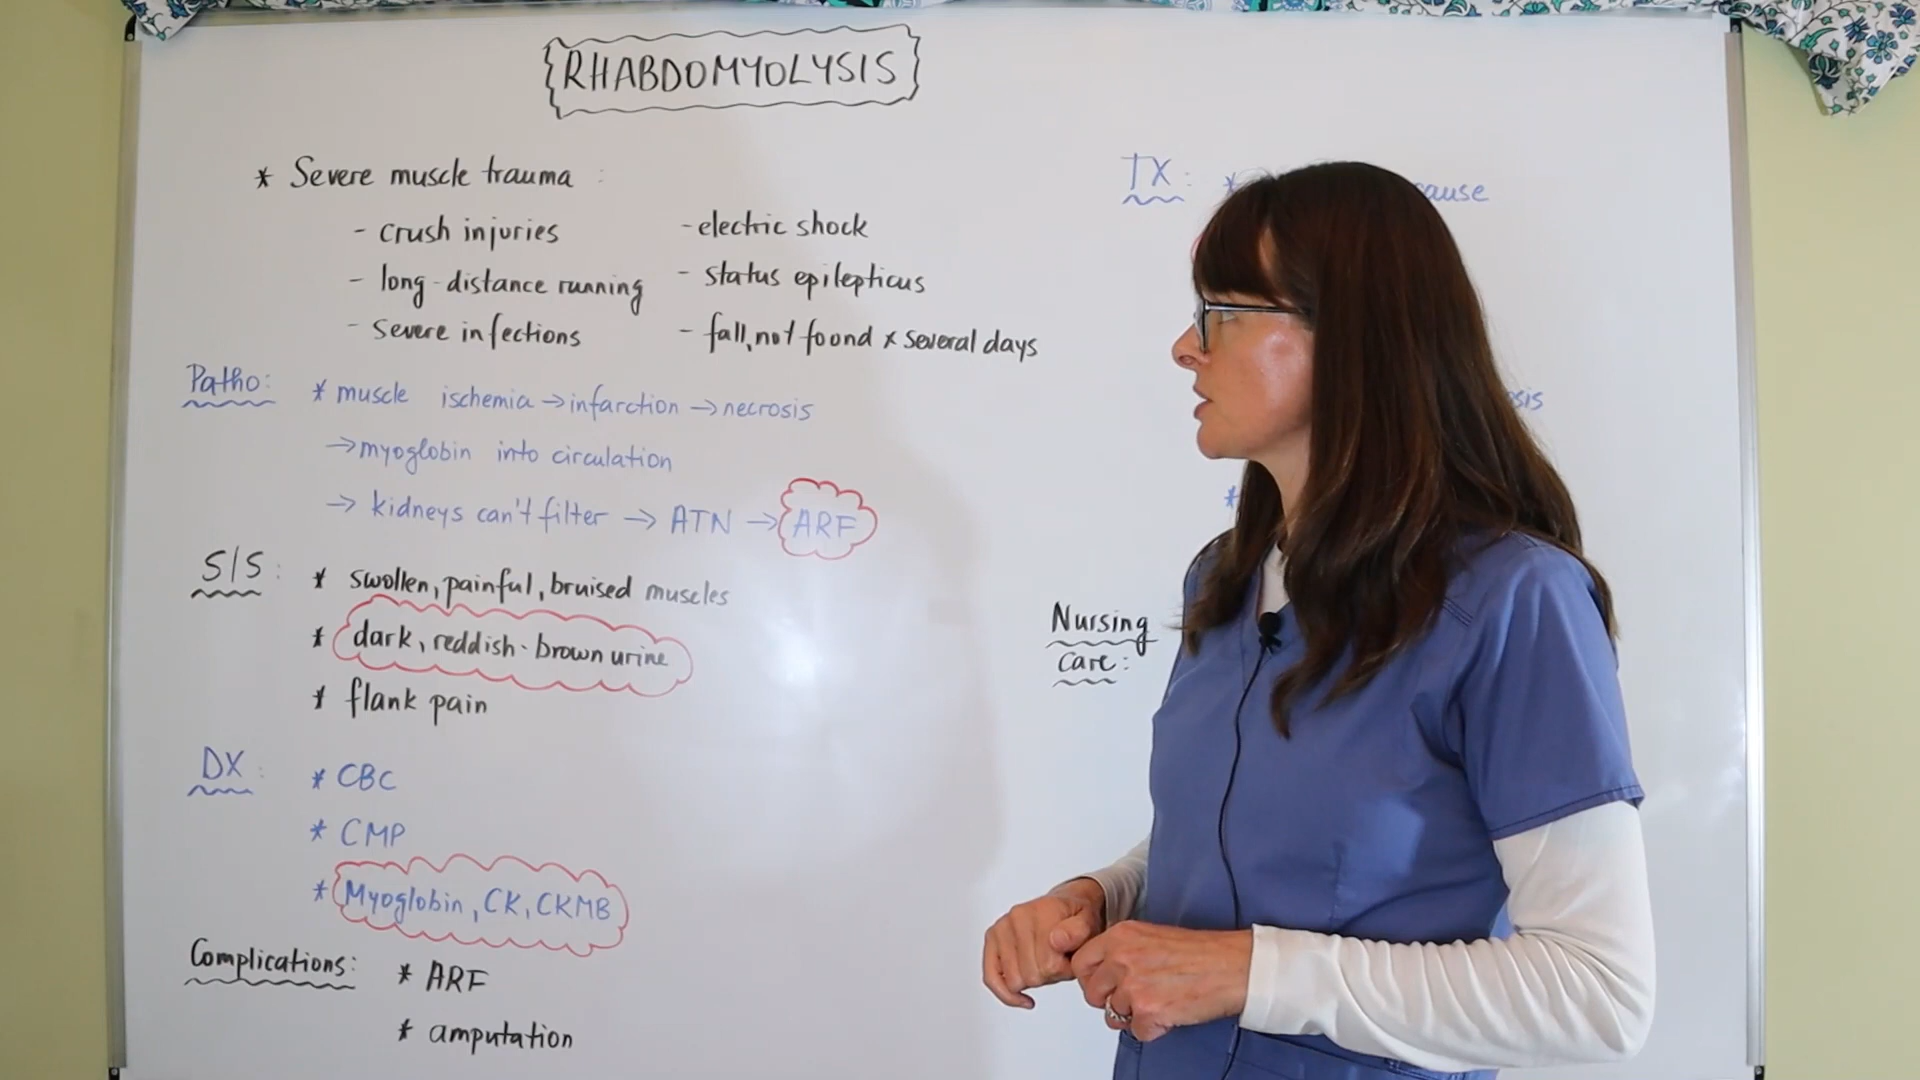 RHABDOMYOLYSIS
* Severe muscle trauma :
- crush injuries
- long-distance running
- severe infections
- electric shock
- status epilepticus
- fall, not found x several days
Patho: * muscle ischemia → infarction → necrosis
→ myoglobin into circulation
→ kidneys can't filter → ATN → ARF
S/S : * swollen, painful, bruised muscles
* dark, reddish-brown urine
* flank pain
DX : * CBC
* CMP
* Myoglobin, CK, CKMB
Complications: * ARF
* amputation
TX : * cause
*
Nursing
care :